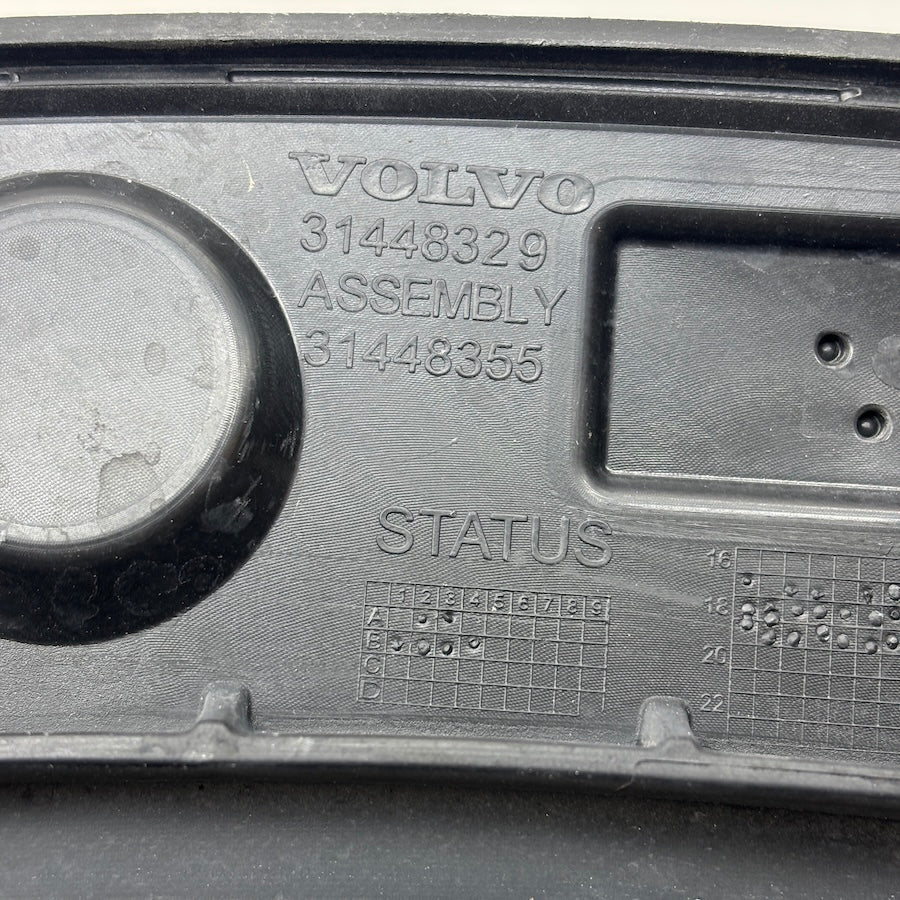 VOLVO
31448329
ASSEMBLY
31448355
STATUS
1 2 3 4 5 6 7 8 9
A
B
C
D
16
18
20
22